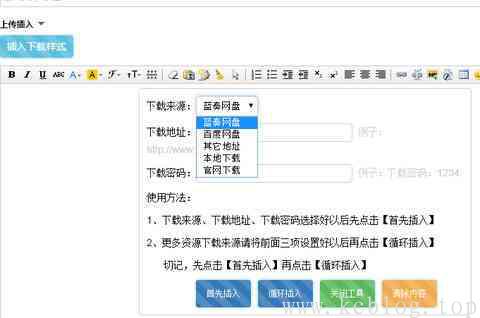 上传插入
插入下载样式
B I U ABC
下载来源: 蓝奏网盘
蓝奏网盘
下载地址: 百度网盘 例子:
http://www 其它地址
本地下载
下载密码: 官网下载 例子:下载密码:1234
使用方法:
1、下载来源、下载地址、下载密码选择好以后先点击【首先插入】
2、更多资源下载来源请将前面三项设置好以后再点击【循环插入】
切记,先点击【首先插入】再点击【循环插入】
首先插入 循环插入 关闭工具 清除内容
www.kcblog.top